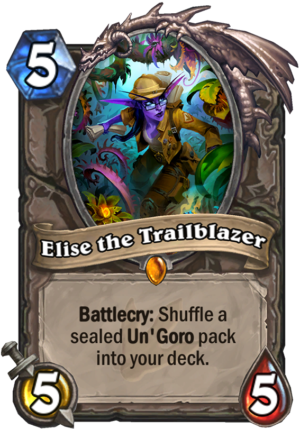 5
Elise the Trailblazer
Battlecry: Shuffle a
sealed Un'Goro pack
into your deck.
5
5